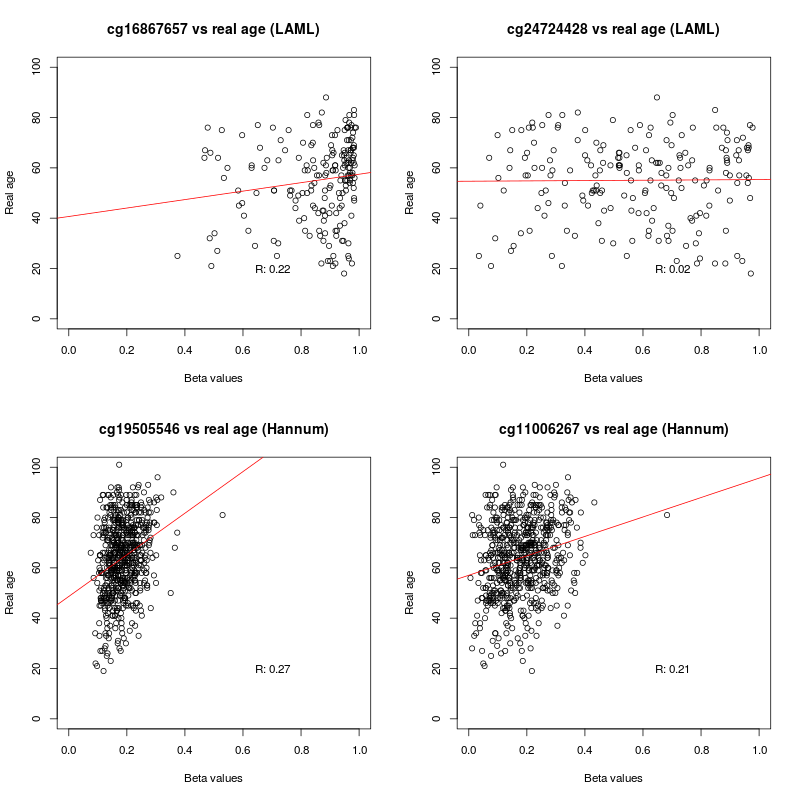 cg16867657 vs real age (LAML)
Real age
0 20 40 60 80 100
R: 0.22
0.0 0.2 0.4 0.6 0.8 1.0
Beta values
cg24724428 vs real age (LAML)
Real age
0 20 40 60 80 100
R: 0.02
0.0 0.2 0.4 0.6 0.8 1.0
Beta values
cg19505546 vs real age (Hannum)
Real age
0 20 40 60 80 100
R: 0.27
0.0 0.2 0.4 0.6 0.8 1.0
Beta values
cg11006267 vs real age (Hannum)
Real age
0 20 40 60 80 100
R: 0.21
0.0 0.2 0.4 0.6 0.8 1.0
Beta values